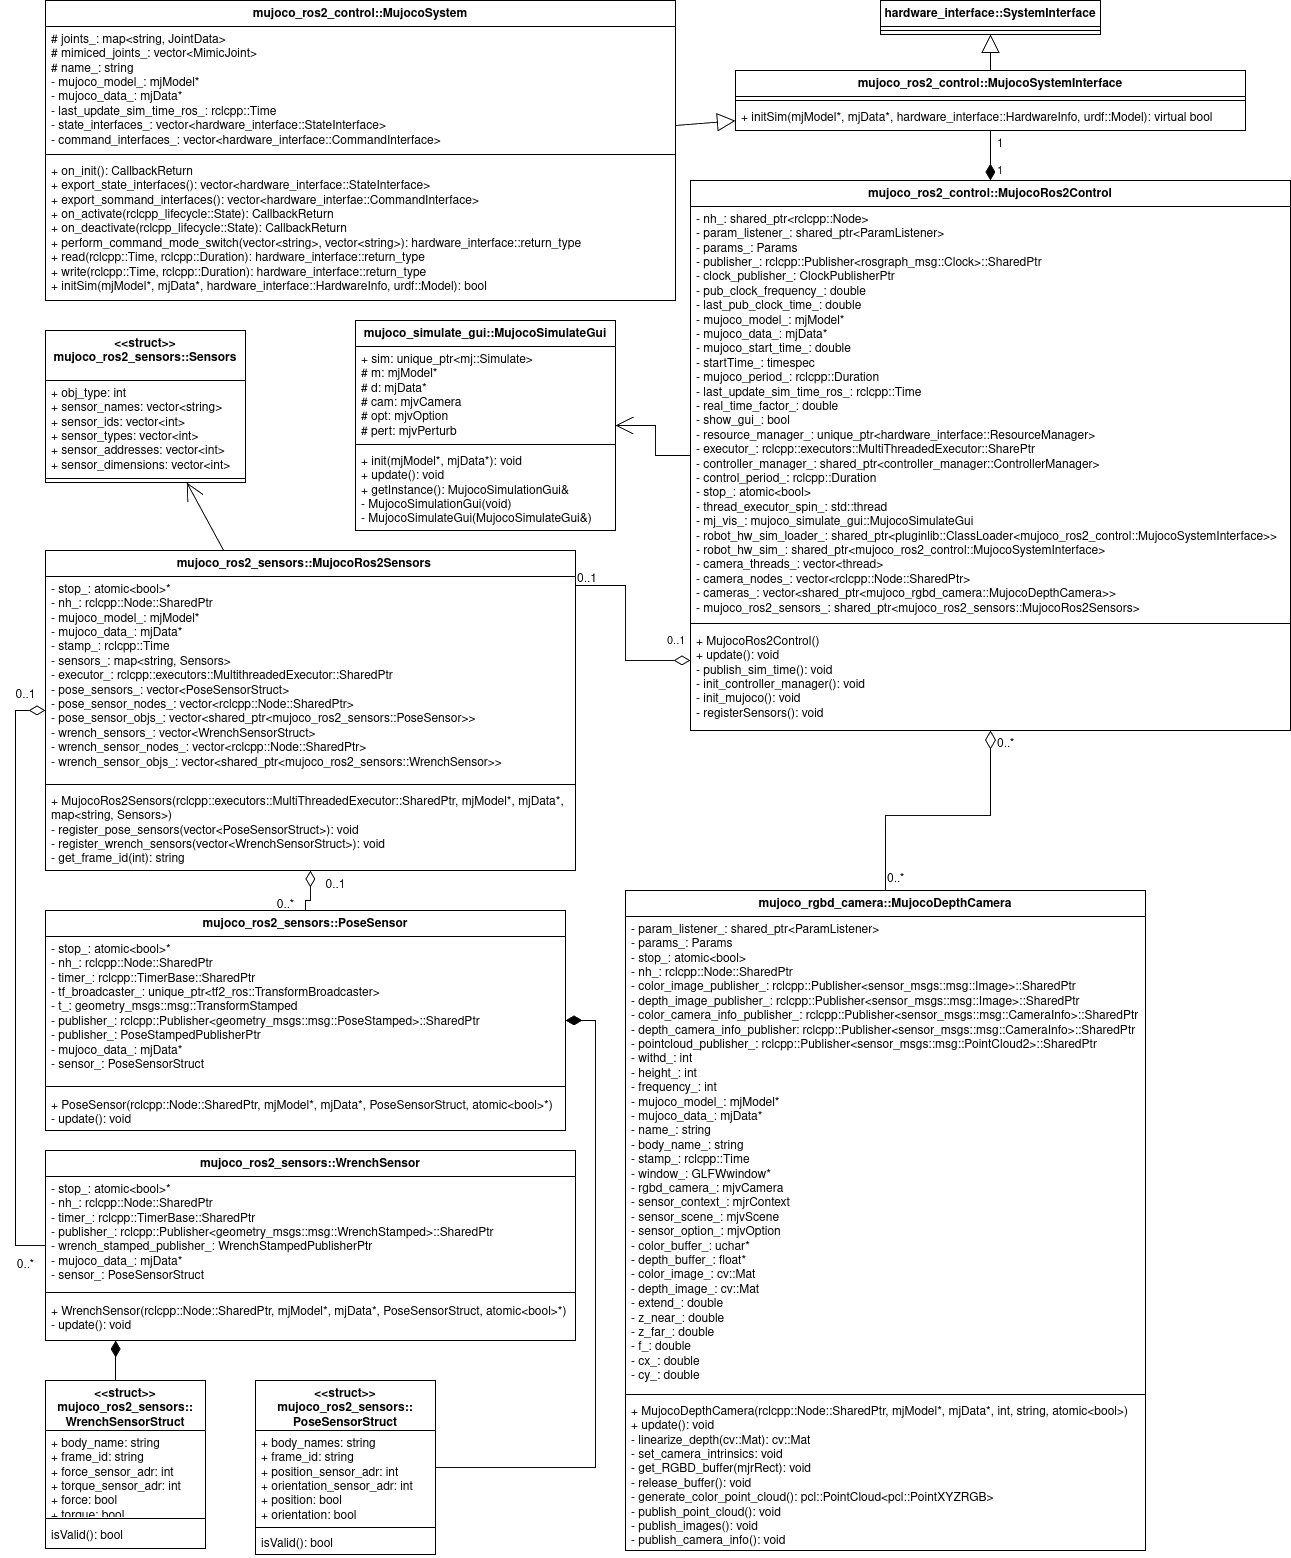 mujoco_ros2_control::MujocoSystem
# joints_: map<string, JointData>
# mimiced_joints_: vector<MimicJoint>
# name_: string
- mujoco_model_: mjModel*
- mujoco_data_: mjData*
- last_update_sim_time_ros_: rclcpp::Time
- state_interfaces_: vector<hardware_interface::StateInterface>
- command_interfaces_: vector<hardware_interface::CommandInterface>
+ on_init(): CallbackReturn
+ export_state_interfaces(): vector<hardware_interface::StateInterface>
+ export_sommand_interfaces(): vector<hardware_interfae::CommandInterface>
+ on_activate(rclcpp_lifecycle::State): CallbackReturn
+ on_deactivate(rclcpp_lifecycle::State): CallbackReturn
+ perform_command_mode_switch(vector<string>, vector<string>): hardware_interface::return_type
+ read(rclcpp::Time, rclcpp::Duration): hardware_interface::return_type
+ write(rclcpp::Time, rclcpp::Duration): hardware_interface::return_type
+ initSim(mjModel*, mjData*, hardware_interface::HardwareInfo, urdf::Model): bool
hardware_interface::SystemInterface
mujoco_ros2_control::MujocoSystemInterface
+ initSim(mjModel*, mjData*, hardware_interface::HardwareInfo, urdf::Model): virtual bool
1
1
mujoco_ros2_control::MujocoRos2Control
- nh_: shared_ptr<rclcpp::Node>
- param_listener_: shared_ptr<ParamListener>
- params_: Params
- publisher_: rclcpp::Publisher<rosgraph_msg::Clock>::SharedPtr
- clock_publisher_: ClockPublisherPtr
- pub_clock_frequency_: double
- last_pub_clock_time_: double
- mujoco_model_: mjModel*
- mujoco_data_: mjData*
- mujoco_start_time_: double
- startTime_: timespec
- mujoco_period_: rclcpp::Duration
- last_update_sim_time_ros_: rclcpp::Time
- real_time_factor_: double
- show_gui_: bool
- resource_manager_: unique_ptr<hardware_interface::ResourceManager>
- executor_: rclcpp::executors::MultiThreadedExecutor::SharePtr
- controller_manager_: shared_ptr<controller_manager::ControllerManager>
- control_period_: rclcpp::Duration
- stop_: atomic<bool>
- thread_executor_spin_: std::thread
- mj_vis_: mujoco_simulate_gui::MujocoSimulateGui
- robot_hw_sim_loader_: shared_ptr<pluginlib::ClassLoader<mujoco_ros2_control::MujocoSystemInterface>>
- robot_hw_sim_: shared_ptr<mujoco_ros2_control::MujocoSystemInterface>
- camera_threads_: vector<thread>
- camera_nodes_: vector<rclcpp::Node::SharedPtr>
- cameras_: vector<shared_ptr<mujoco_rgbd_camera::MujocoDepthCamera>>
- mujoco_ros2_sensors_: shared_ptr<mujoco_ros2_sensors::MujocoRos2Sensors>
+ MujocoRos2Control()
+ update(): void
- publish_sim_time(): void
- init_controller_manager(): void
- init_mujoco(): void
- registerSensors(): void
0..1
0..1
0..*
0..*
<<struct>>
mujoco_ros2_sensors::Sensors
+ obj_type: int
+ sensor_names: vector<string>
+ sensor_ids: vector<int>
+ sensor_types: vector<int>
+ sensor_addresses: vector<int>
+ sensor_dimensions: vector<int>
mujoco_simulate_gui::MujocoSimulateGui
+ sim: unique_ptr<mj::Simulate>
# m: mjModel*
# d: mjData*
# cam: mjvCamera
# opt: mjvOption
# pert: mjvPerturb
+ init(mjModel*, mjData*): void
+ update(): void
+ getInstance(): MujocoSimulationGui&
- MujocoSimulationGui(void)
- MujocoSimulateGui(MujocoSimulateGui&)
mujoco_ros2_sensors::MujocoRos2Sensors
- stop_: atomic<bool>*
- nh_: rclcpp::Node::SharedPtr
- mujoco_model_: mjModel*
- mujoco_data_: mjData*
- stamp_: rclcpp::Time
- sensors_: map<string, Sensors>
- executor_: rclcpp::executors::MultithreadedExecutor::SharedPtr
- pose_sensors_: vector<PoseSensorStruct>
- pose_sensor_nodes_: vector<rclcpp::Node::SharedPtr>
- pose_sensor_objs_: vector<shared_ptr<mujoco_ros2_sensors::PoseSensor>>
- wrench_sensors_: vector<WrenchSensorStruct>
- wrench_sensor_nodes_: vector<rclcpp::Node::SharedPtr>
- wrench_sensor_objs_: vector<shared_ptr<mujoco_ros2_sensors::WrenchSensor>>
+ MujocoRos2Sensors(rclcpp::executors::MultiThreadedExecutor::SharedPtr, mjModel*, mjData*,
map<string, Sensors>)
- register_pose_sensors(vector<PoseSensorStruct>): void
- register_wrench_sensors(vector<WrenchSensorStruct>): void
- get_frame_id(int): string
0..1
0..1
0..*
mujoco_ros2_sensors::PoseSensor
- stop_: atomic<bool>*
- nh_: rclcpp::Node::SharedPtr
- timer_: rclcpp::TimerBase::SharedPtr
- tf_broadcaster_: unique_ptr<tf2_ros::TransformBroadcaster>
- t_: geometry_msgs::msg::TransformStamped
- publisher_: rclcpp::Publisher<geometry_msgs::msg::PoseStamped>::SharedPtr
- publisher_: PoseStampedPublisherPtr
- mujoco_data_: mjData*
- sensor_: PoseSensorStruct
+ PoseSensor(rclcpp::Node::SharedPtr, mjModel*, mjData*, PoseSensorStruct, atomic<bool>*)
- update(): void
mujoco_ros2_sensors::WrenchSensor
- stop_: atomic<bool>*
- nh_: rclcpp::Node::SharedPtr
- timer_: rclcpp::TimerBase::SharedPtr
- publisher_: rclcpp::Publisher<geometry_msgs::msg::WrenchStamped>::SharedPtr
- wrench_stamped_publisher_: WrenchStampedPublisherPtr
- mujoco_data_: mjData*
- sensor_: PoseSensorStruct
+ WrenchSensor(rclcpp::Node::SharedPtr, mjModel*, mjData*, PoseSensorStruct, atomic<bool>*)
- update(): void
0..*
<<struct>>
mujoco_ros2_sensors::
WrenchSensorStruct
+ body_name: string
+ frame_id: string
+ force_sensor_adr: int
+ torque_sensor_adr: int
+ force: bool
+ torque: bool
isValid(): bool
<<struct>>
mujoco_ros2_sensors::
PoseSensorStruct
+ body_names: string
+ frame_id: string
+ position_sensor_adr: int
+ orientation_sensor_adr: int
+ position: bool
+ orientation: bool
isValid(): bool
mujoco_rgbd_camera::MujocoDepthCamera
- param_listener_: shared_ptr<ParamListener>
- params_: Params
- stop_: atomic<bool>
- nh_: rclcpp::Node::SharedPtr
- color_image_publisher_: rclcpp::Publisher<sensor_msgs::msg::Image>::SharedPtr
- depth_image_publisher_: rclcpp::Publisher<sensor_msgs::msg::Image>::SharedPtr
- color_camera_info_publisher_: rclcpp::Publisher<sensor_msgs::msg::CameraInfo>::SharedPtr
- depth_camera_info_publisher: rclcpp::Publisher<sensor_msgs::msg::CameraInfo>::SharedPtr
- pointcloud_publisher_: rclcpp::Publisher<sensor_msgs::msg::PointCloud2>::SharedPtr
- withd_: int
- height_: int
- frequency_: int
- mujoco_model_: mjModel*
- mujoco_data_: mjData*
- name_: string
- body_name_: string
- stamp_: rclcpp::Time
- window_: GLFWwindow*
- rgbd_camera_: mjvCamera
- sensor_context_: mjrContext
- sensor_scene_: mjvScene
- sensor_option_: mjvOption
- color_buffer_: uchar*
- depth_buffer_: float*
- color_image_: cv::Mat
- depth_image_: cv::Mat
- extend_: double
- z_near_: double
- z_far_: double
- f_: double
- cx_: double
- cy_: double
+ MujocoDepthCamera(rclcpp::Node::SharedPtr, mjModel*, mjData*, int, string, atomic<bool>)
+ update(): void
- linearize_depth(cv::Mat): cv::Mat
- set_camera_intrinsics: void
- get_RGBD_buffer(mjrRect): void
- release_buffer(): void
- generate_color_point_cloud(): pcl::PointCloud<pcl::PointXYZRGB>
- publish_point_cloud(): void
- publish_images(): void
- publish_camera_info(): void